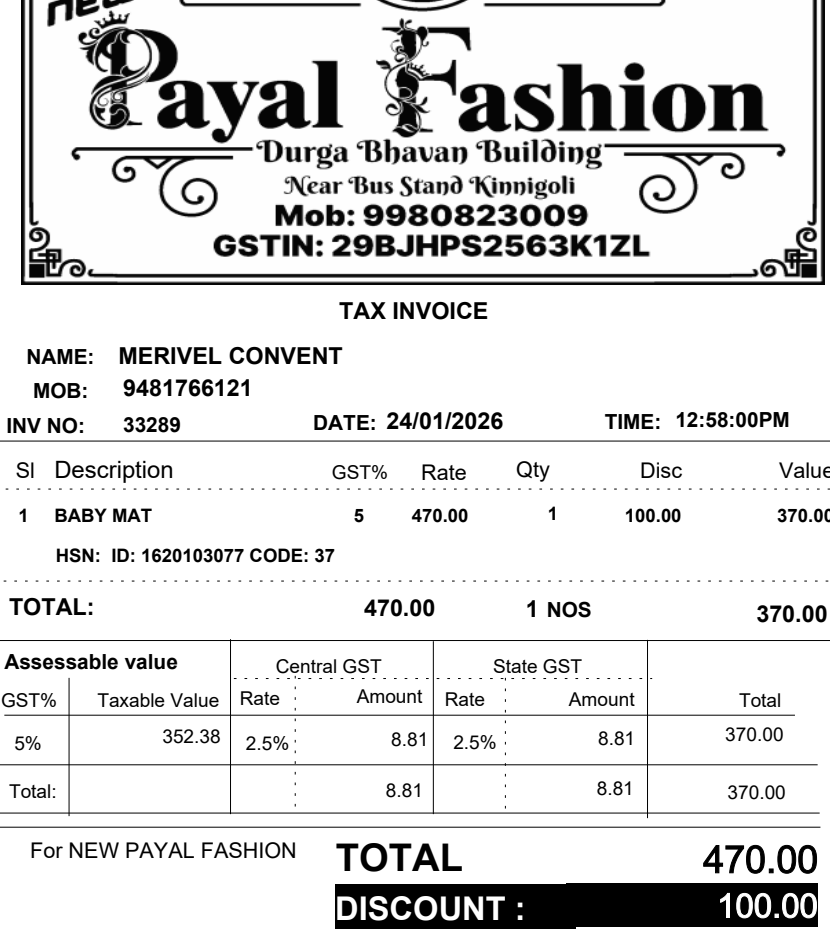 new
Payal Fashion
Durga Bhavan Building
Near Bus Stand Kinnigoli
Mob: 9980823009
GSTIN: 29BJHPS2563K1ZL
TAX INVOICE
NAME: MERIVEL CONVENT
MOB: 9481766121
INV NO: 33289 DATE: 24/01/2026 TIME: 12:58:00PM
Sl Description GST% Rate Qty Disc Value
1 BABY MAT 5 470.00 1 100.00 370.00
HSN: ID: 1620103077 CODE: 37
TOTAL: 470.00 1 NOS 370.00
Assessable value Central GST State GST
GST% Taxable Value Rate Amount Rate Amount Total
5% 352.38 2.5% 8.81 2.5% 8.81 370.00
Total: 8.81 8.81 370.00
For NEW PAYAL FASHION TOTAL 470.00
DISCOUNT : 100.00